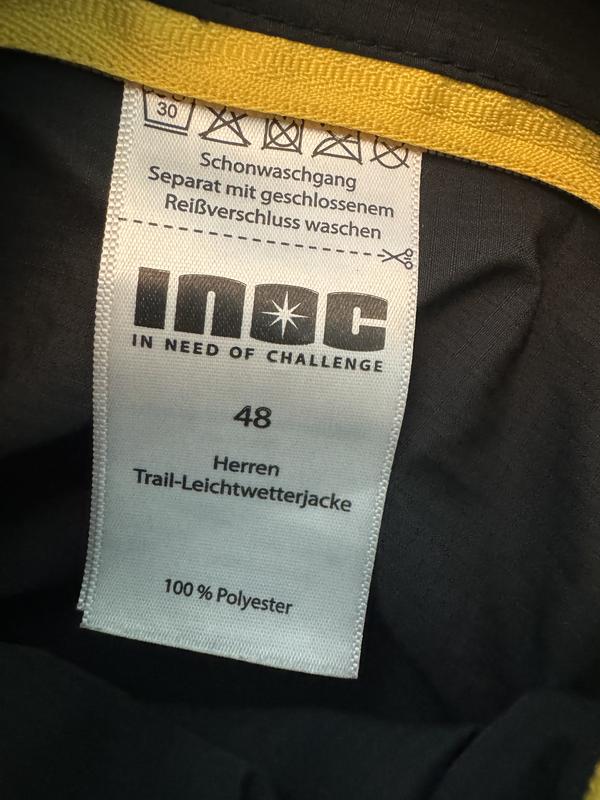 30
Schonwaschgang
Separat mit geschlossenem
Reißverschluss waschen
inoc
IN NEED OF CHALLENGE
48
Herren
Trail-Leichtwetterjacke
100 % Polyester